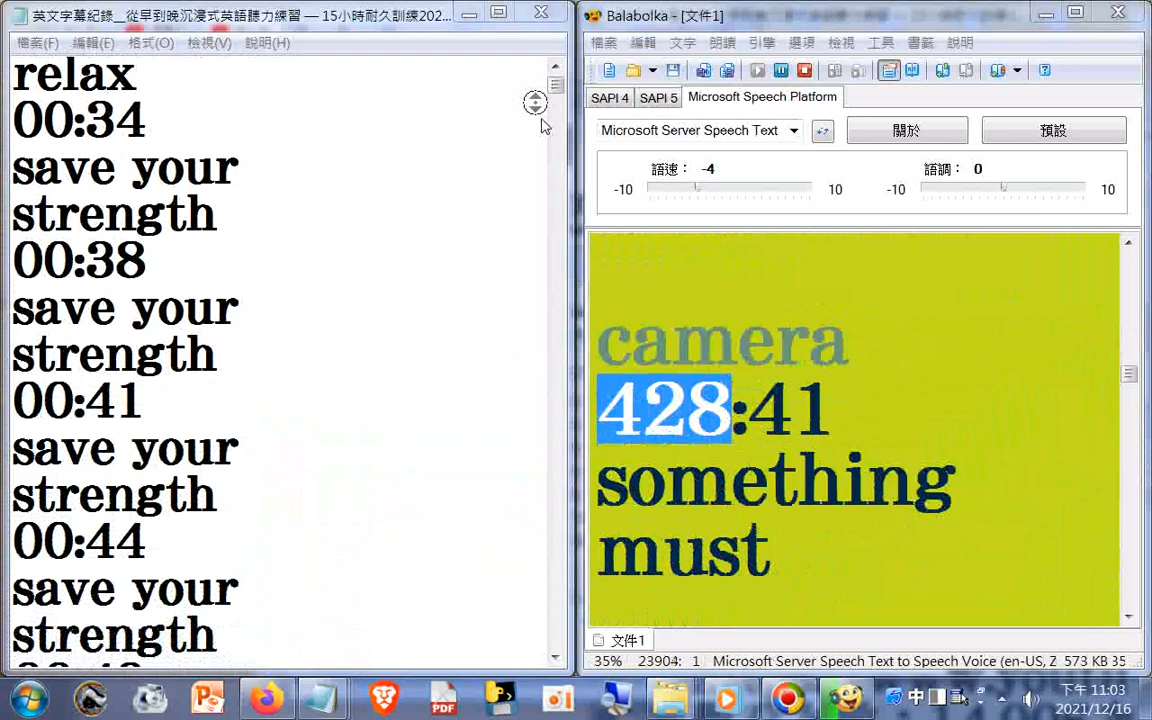 英文字幕紀錄__從早到晚沉浸式英語聽力練習 — 15小時耐久訓練202...
檔案(F) 編輯(E) 格式(O) 檢視(V) 說明(H)
relax
00:34
save your
strength
00:38
save your
strength
00:41
save your
strength
00:44
save your
strength
Balabolka - [文件1]
檔案 編輯 文字 朗讀 引擎 選項 檢視 工具 書籤 說明
SAPI 4 SAPI 5 Microsoft Speech Platform
Microsoft Server Speech Text 關於 預設
語速： -4 語調： 0
-10 10 -10 10
camera
428:41
something
must
文件1
35% 23904: 1 Microsoft Server Speech Text to Speech Voice (en-US, Z 573 KB 35
PDF 中 下午 11:03
2021/12/16